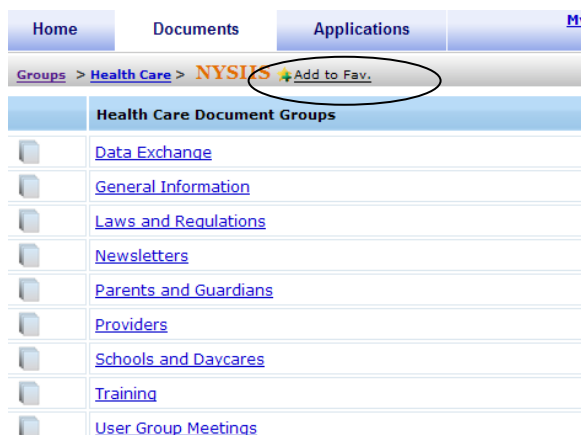 Home Documents Applications My
Groups > Health Care > NYSIIS Add to Fav.
Health Care Document Groups
Data Exchange
General Information
Laws and Regulations
Newsletters
Parents and Guardians
Providers
Schools and Daycares
Training
User Group Meetings